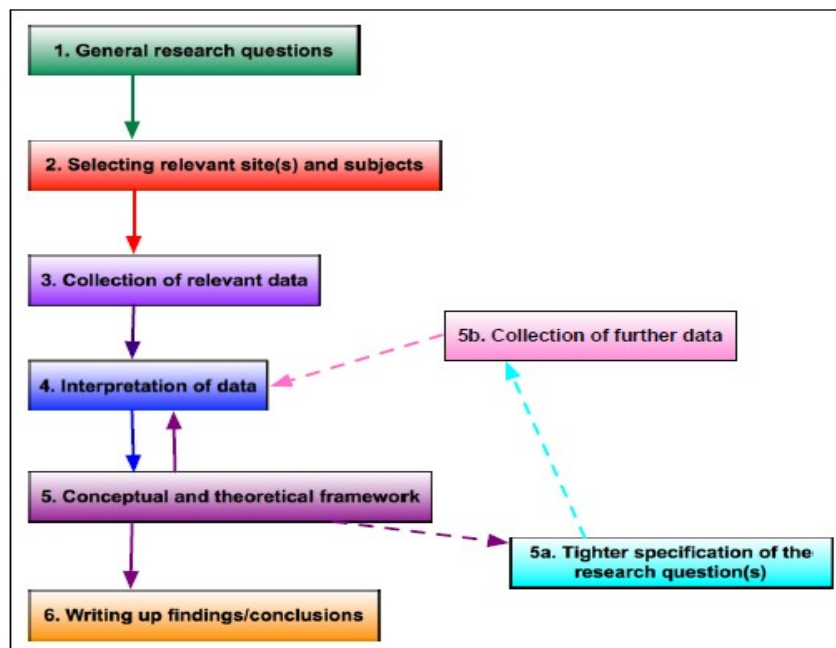 1. General research questions
2. Selecting relevant site(s) and subjects
3. Collection of relevant data
5b. Collection of further data
4. Interpretation of data
5. Conceptual and theoretical framework
5a. Tighter specification of the
research question(s)
6. Writing up findings/conclusions